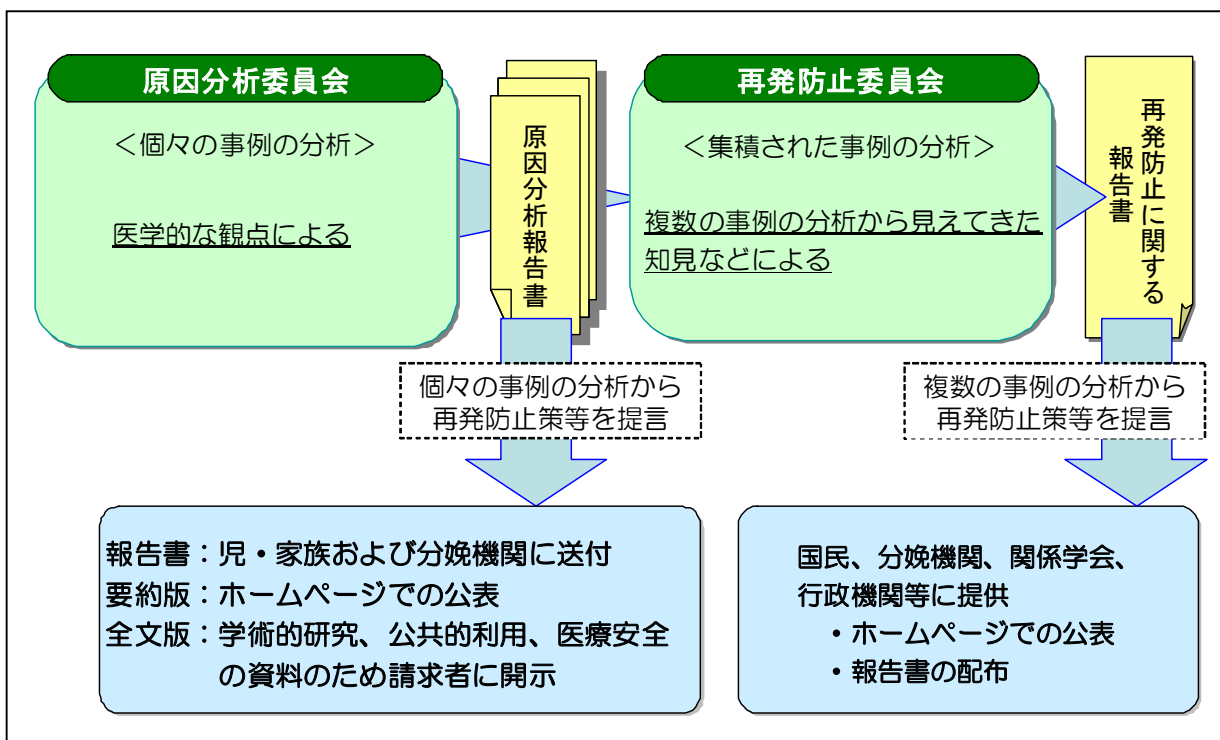 原因分析委員会
＜個々の事例の分析＞
医学的な観点による
原因分析報告書
再発防止委員会
＜集積された事例の分析＞
複数の事例の分析から見えてきた
知見などによる
再発防止に関する
報告書
個々の事例の分析から
再発防止策等を提言
複数の事例の分析から
再発防止策等を提言
報告書：児・家族および分娩機関に送付
要約版：ホームページでの公表
全文版：学術的研究、公共的利用、医療安全
の資料のため請求者に開示
国民、分娩機関、関係学会、
行政機関等に提供
・ホームページでの公表
・報告書の配布